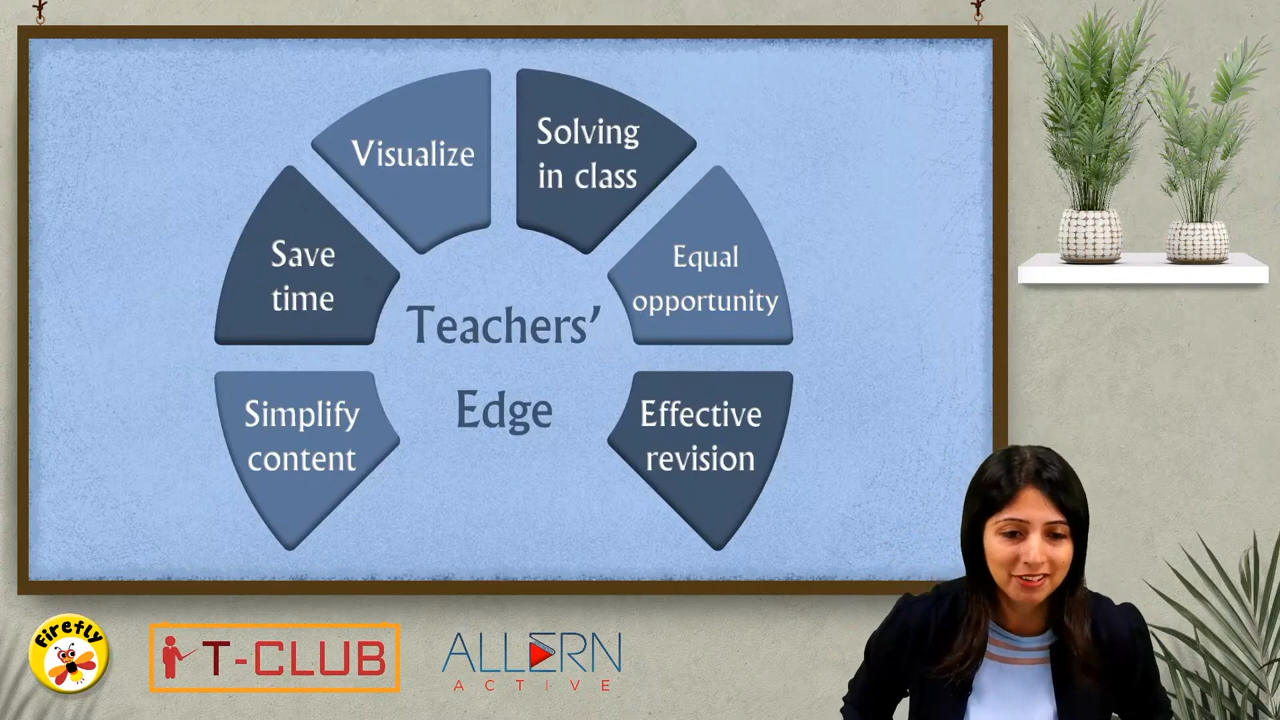 Visualize
Solving
in class
Save
time
Equal
opportunity
Teachers’
Edge
Simplify
content
Effective
revision
Firefly
T-CLUB
ALLERN
ACTIVE